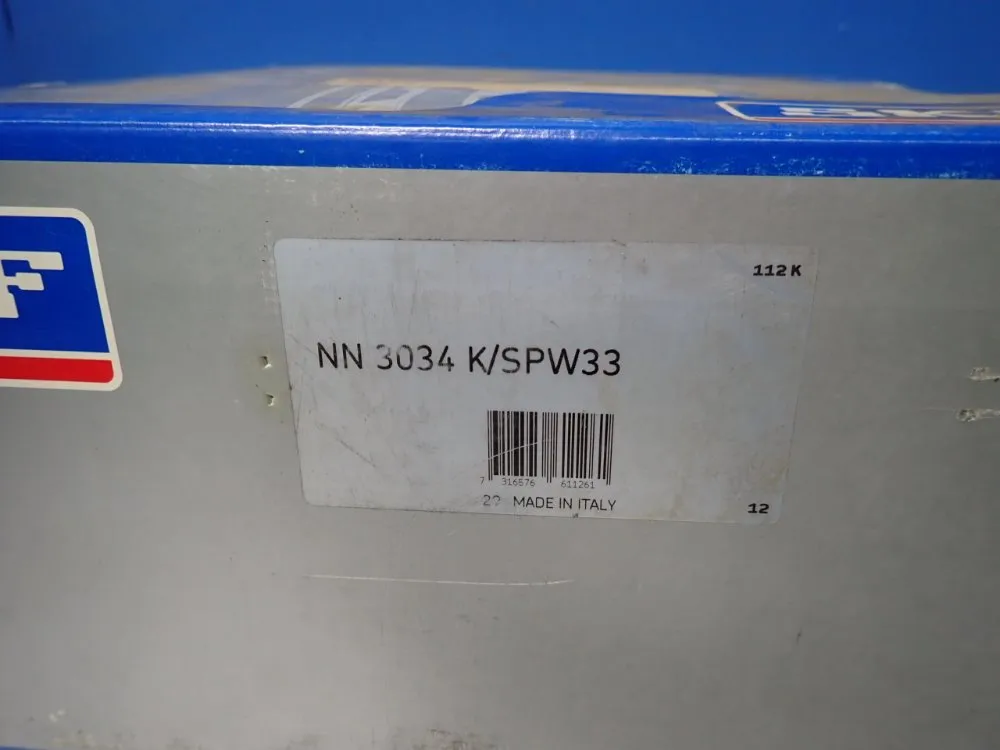 112 K
NN 3034 K/SPW33
7 316576 611261
MADE IN ITALY
12